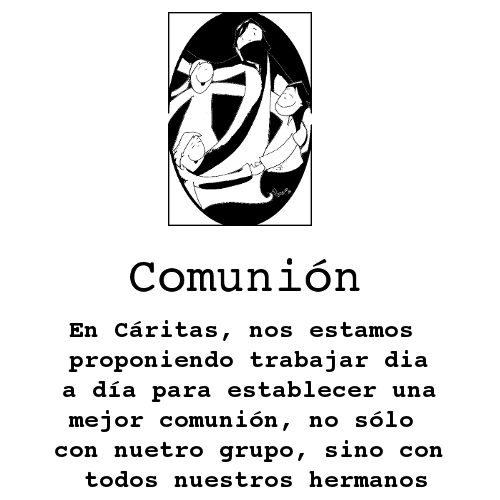 Comunión
En Cáritas, nos estamos
proponiendo trabajar dia
a día para establecer una
mejor comunión, no sólo
con nuetro grupo, sino con
todos nuestros hermanos